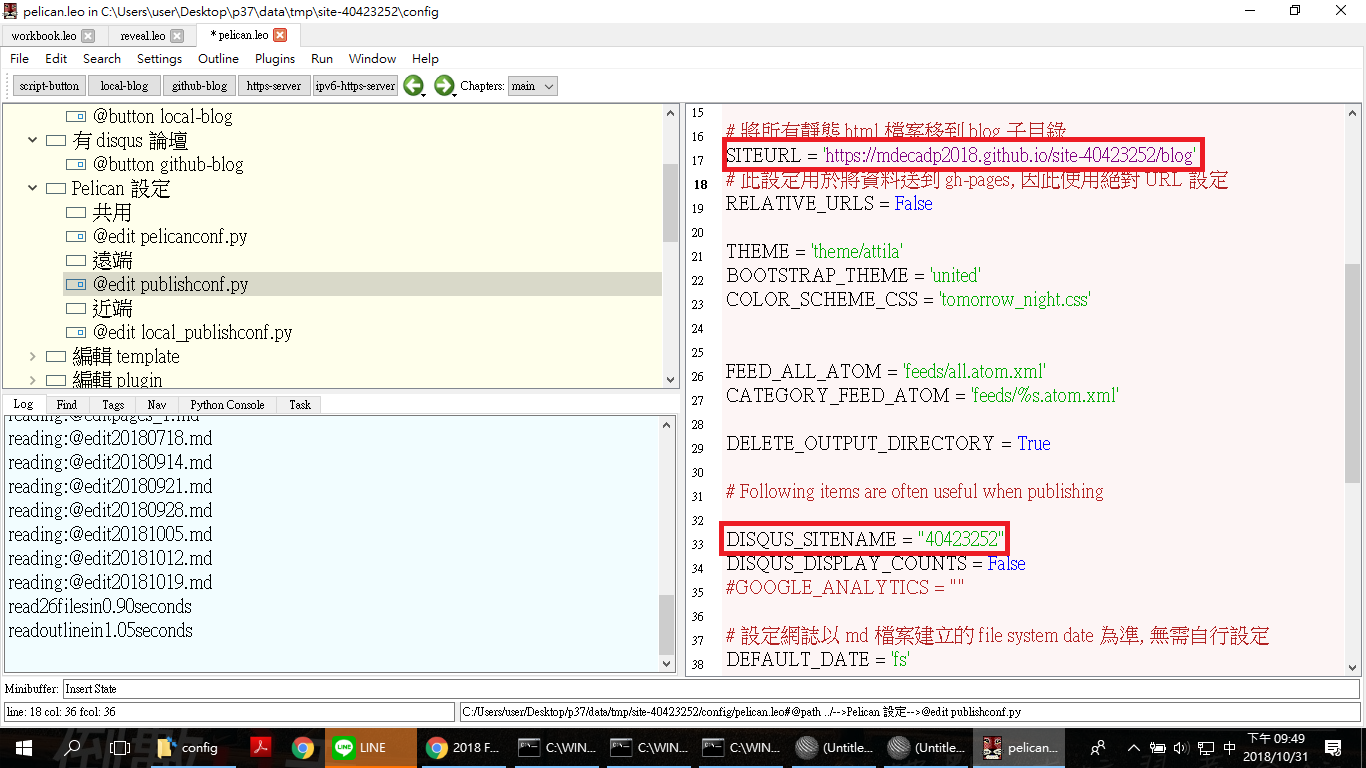 pelican.leo in C:\Users\user\Desktop\p37\data\tmp\site-40423252\config
workbook.leo reveal.leo * pelican.leo
File Edit Search Settings Outline Plugins Run Window Help
script-button local-blog github-blog https-server ipv6-https-server Chapters: main
@button local-blog
有 disqus 論壇
@button github-blog
Pelican 設定
共用
@edit pelicanconf.py
遠端
@edit publishconf.py
近端
@edit local_publishconf.py
編輯 template
編輯 plugin
Log Find Tags Nav Python Console Task
reading:@editpages_1.md
reading:@edit20180718.md
reading:@edit20180914.md
reading:@edit20180921.md
reading:@edit20180928.md
reading:@edit20181005.md
reading:@edit20181012.md
reading:@edit20181019.md
read26filesin0.90seconds
readoutlinein1.05seconds
15
16 # 將所有靜態 html 檔案移到 blog 子目錄
17 SITEURL = 'https://mdecadp2018.github.io/site-40423252/blog'
18 # 此設定用於將資料送到 gh-pages, 因此使用絕對 URL 設定
19 RELATIVE_URLS = False
20
21 THEME = 'theme/attila'
22 BOOTSTRAP_THEME = 'united'
23 COLOR_SCHEME_CSS = 'tomorrow_night.css'
24
25
26 FEED_ALL_ATOM = 'feeds/all.atom.xml'
27 CATEGORY_FEED_ATOM = 'feeds/%s.atom.xml'
28
29 DELETE_OUTPUT_DIRECTORY = True
30
31 # Following items are often useful when publishing
32
33 DISQUS_SITENAME = "40423252"
34 DISQUS_DISPLAY_COUNTS = False
35 #GOOGLE_ANALYTICS = ""
36
37 # 設定網誌以 md 檔案建立的 file system date 為準, 無需自行設定
38 DEFAULT_DATE = 'fs'
Minibuffer: Insert State
line: 18 col: 36 fcol: 36
C:/Users/user/Desktop/p37/data/tmp/site-40423252/config/pelican.leo#@path ../-->Pelican 設定-->@edit publishconf.py
config LINE 2018 F... C:\WIN... C:\WIN... C:\WIN... (Untitle... (Untitle... pelican... 中 下午 09:49
2018/10/31